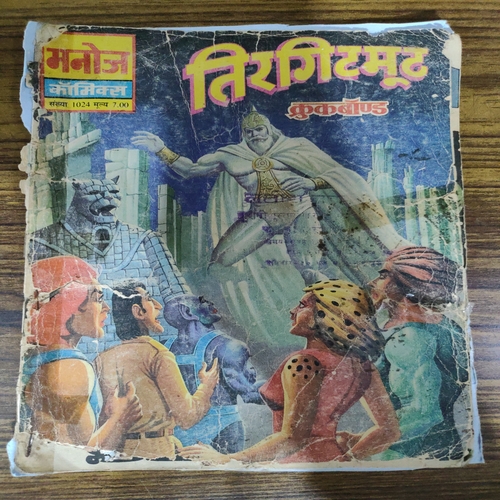 मनोज
कॉमिक्स
संख्या 1024 मूल्य 7.00
तिरगिटमूट
क्रुकबॉण्ड